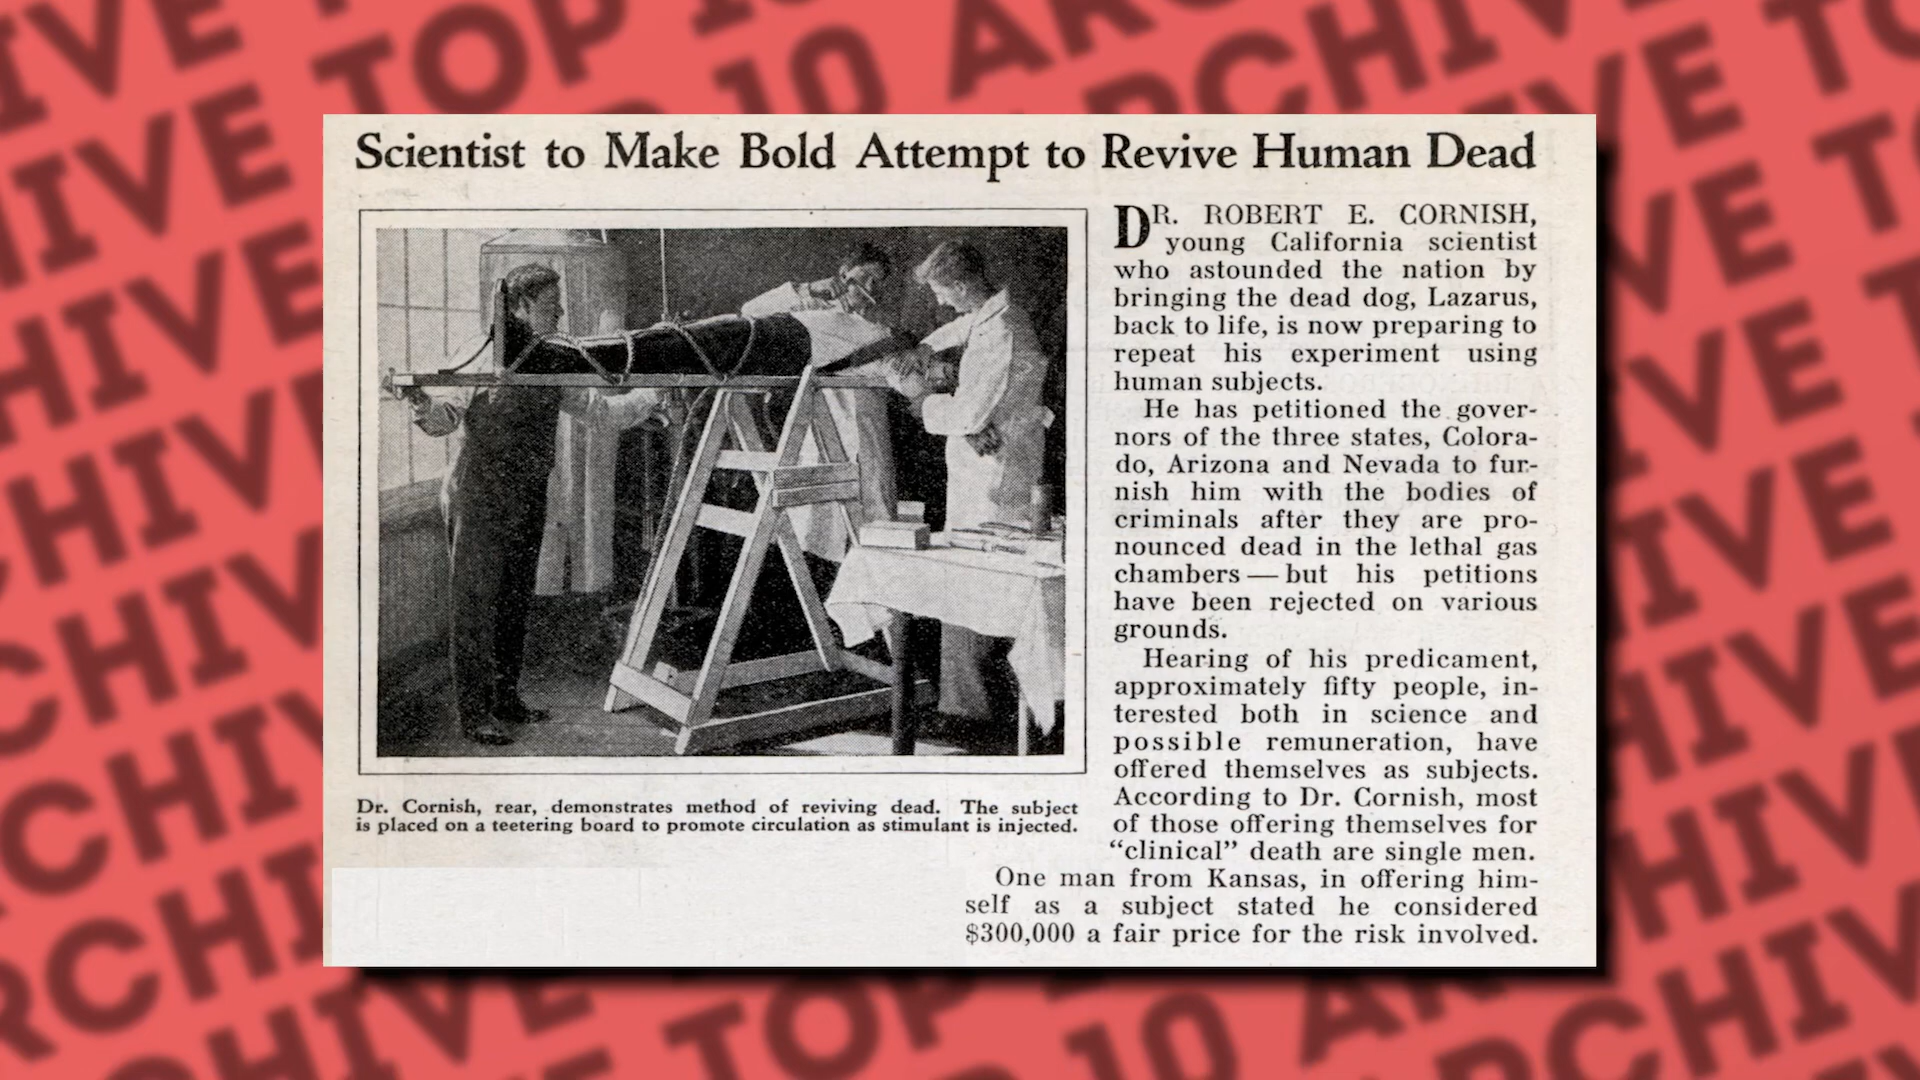 Scientist to Make Bold Attempt to Revive Human Dead
DR. ROBERT E. CORNISH,
young California scientist
who astounded the nation by
bringing the dead dog, Lazarus,
back to life, is now preparing to
repeat his experiment using
human subjects.
He has petitioned the gover-
nors of the three states, Colora-
do, Arizona and Nevada to fur-
nish him with the bodies of
criminals after they are pro-
nounced dead in the lethal gas
chambers — but his petitions
have been rejected on various
grounds.
Hearing of his predicament,
approximately fifty people, in-
terested both in science and
possible remuneration, have
offered themselves as subjects.
According to Dr. Cornish, most
of those offering themselves for
“clinical” death are single men.
One man from Kansas, in offering him-
self as a subject stated he considered
$300,000 a fair price for the risk involved.
Dr. Cornish, rear, demonstrates method of reviving dead. The subject
is placed on a teetering board to promote circulation as stimulant is injected.
TOP 10 ARCHIVE